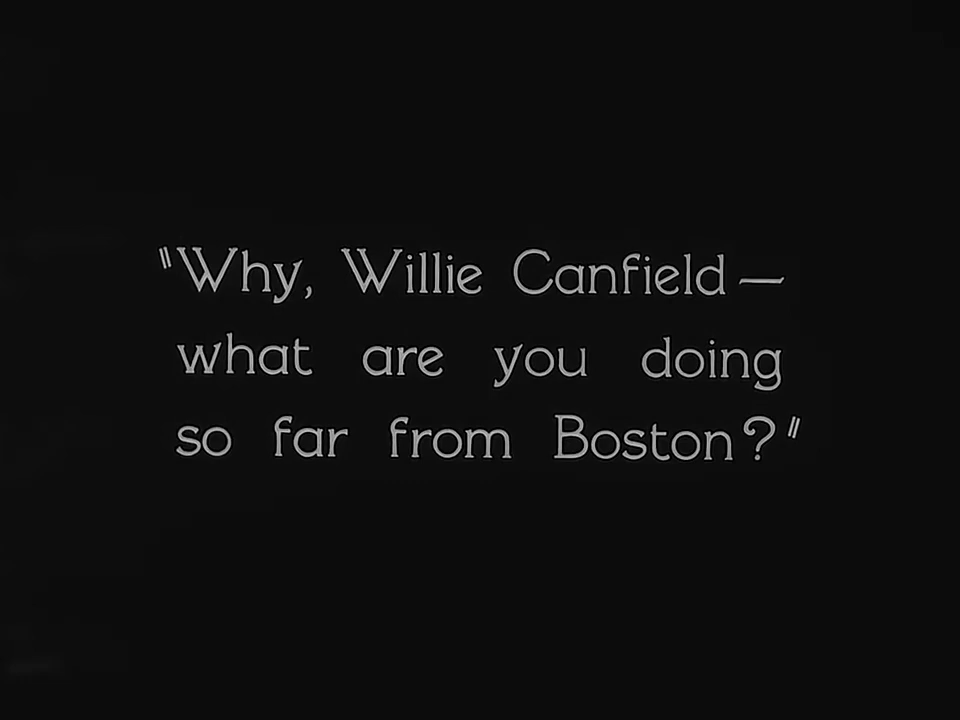 "Why, Willie Canfield —
what are you doing
so far from Boston?"